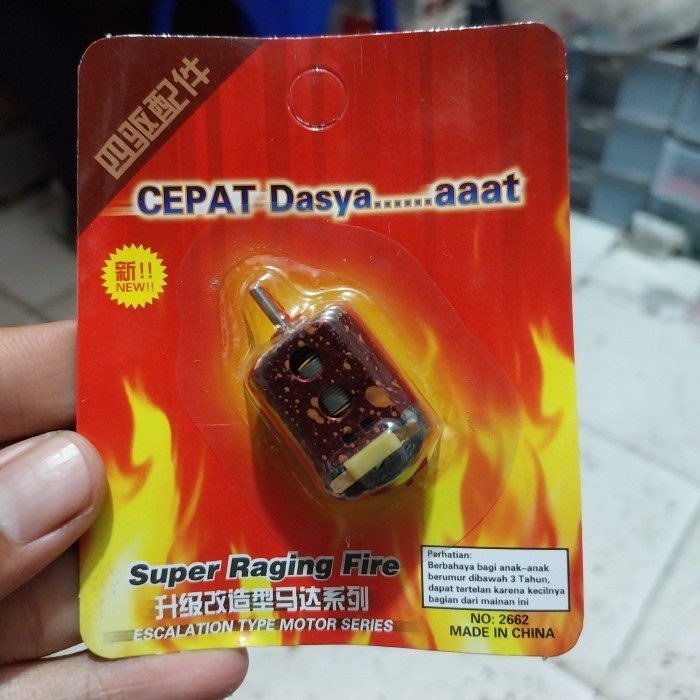 四驱配件
CEPAT Dasya......aaat
新!!
NEW!!
Super Raging Fire
升级改造型马达系列
ESCALATION TYPE MOTOR SERIES
Perhatian:
Berbahaya bagi anak-anak
berumur dibawah 3 Tahun,
dapat tertelan karena kecilnya
bagian dari mainan ini
NO: 2662
MADE IN CHINA